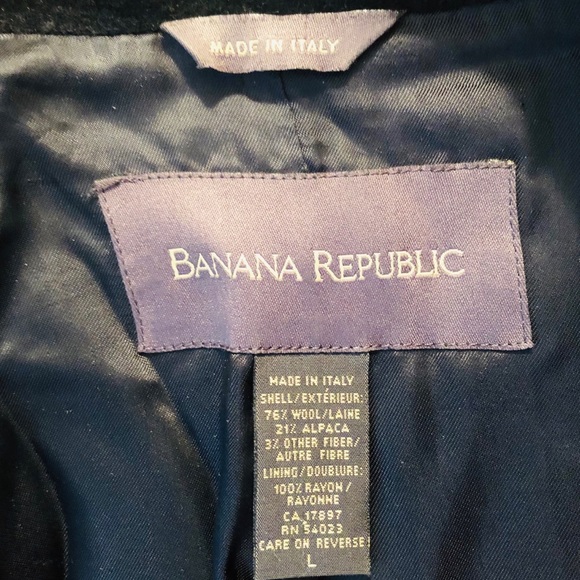 MADE IN ITALY
BANANA REPUBLIC
MADE IN ITALY
SHELL/EXTÉRIEUR:
76% WOOL/LAINE
21% ALPACA
3% OTHER FIBER/
AUTRE FIBRE
LINING/DOUBLURE:
100% RAYON/
RAYONNE
CA 17897
RN 54023
CARE ON REVERSE
L